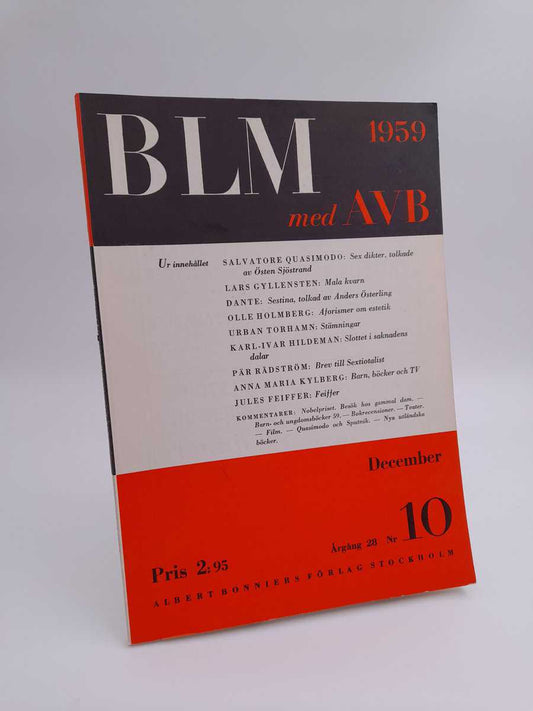 BLM
1959
med AVB
Ur innehållet SALVATORE QUASIMODO: Sex dikter, tolkade
av Östen Sjöstrand
LARS GYLLENSTEN: Mala kvarn
DANTE: Sestina, tolkad av Anders Österling
OLLE HOLMBERG: Aforismer om estetik
URBAN TORHAMN: Stämningar
KARL-IVAR HILDEMAN: Slottet i saknadens
dalar
PÄR RÅDSTRÖM: Brev till Sextiotalist
ANNA MARIA KYLBERG: Barn, böcker och TV
JULES FEIFFER: Feiffer
KOMMENTARER: Nobelpriset. Besök hos gammal dam. —
Barn- och ungdomsböcker 59. — Bokrecensioner. — Teater.
— Film. — Quasimodo och Sputnik. — Nya utländska
böcker.
December
Årgång 28 Nr 10
Pris 2:95
ALBERT BONNIERS FÖRLAG STOCKHOLM